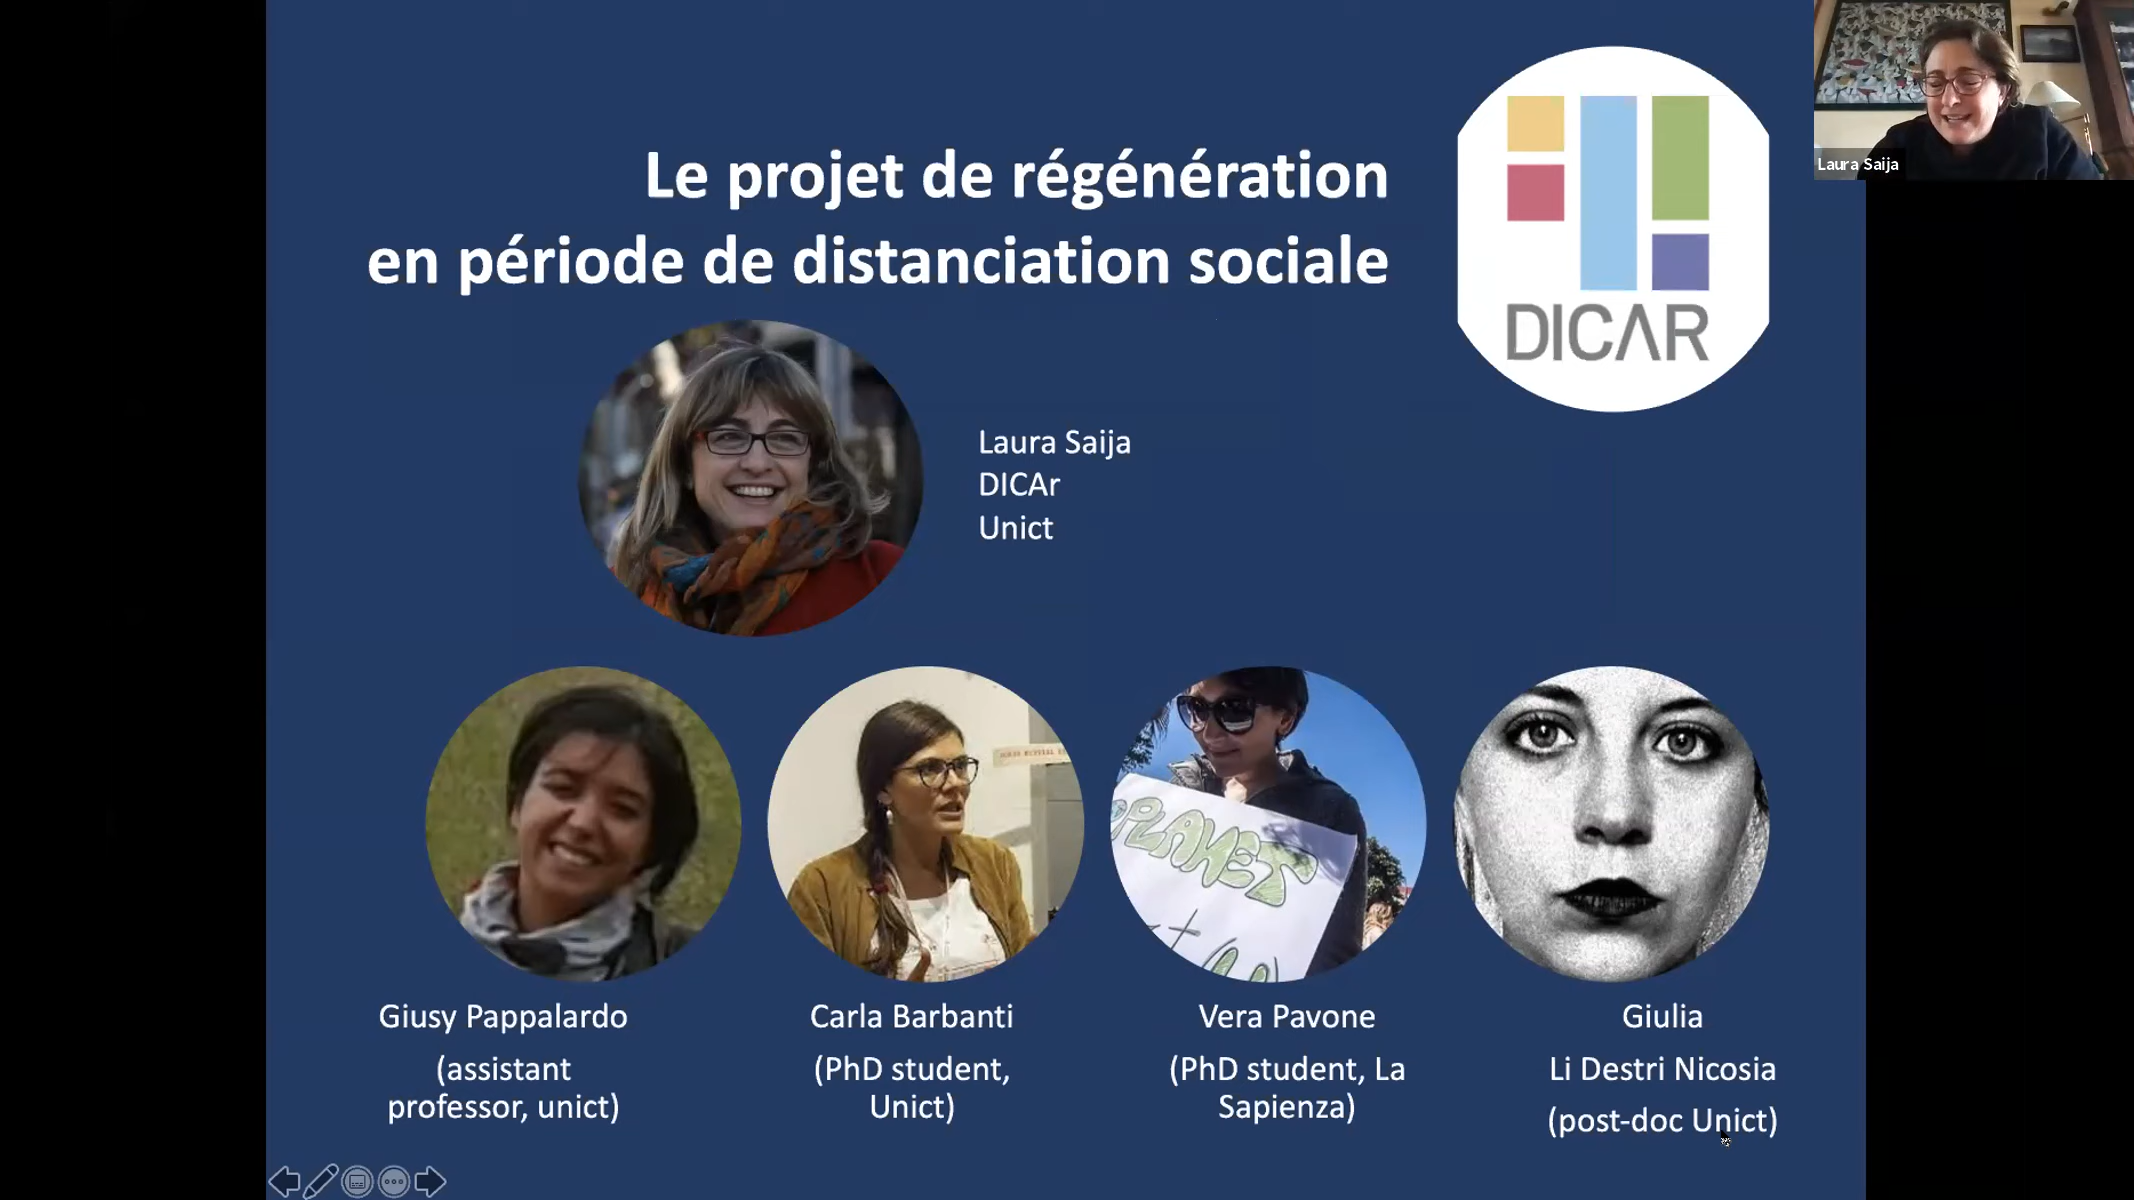 Le projet de régénération
en période de distanciation sociale
DICAR
Laura Saija
Laura Saija
DICAr
Unict
PLANET
Giusy Pappalardo
(assistant
professor, unict)
Carla Barbanti
(PhD student,
Unict)
Vera Pavone
(PhD student, La
Sapienza)
Giulia
Li Destri Nicosia
(post-doc Unict)